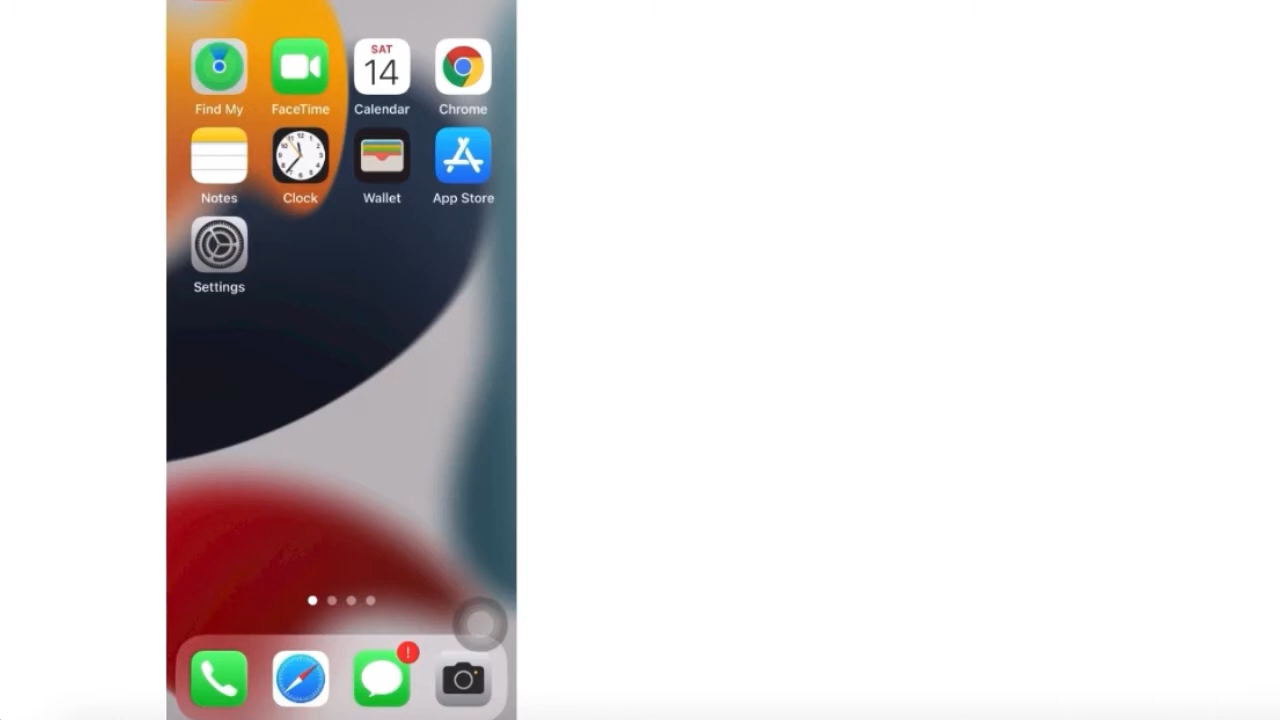 SAT
14
Find My FaceTime Calendar Chrome
Notes Clock Wallet App Store
Settings
!